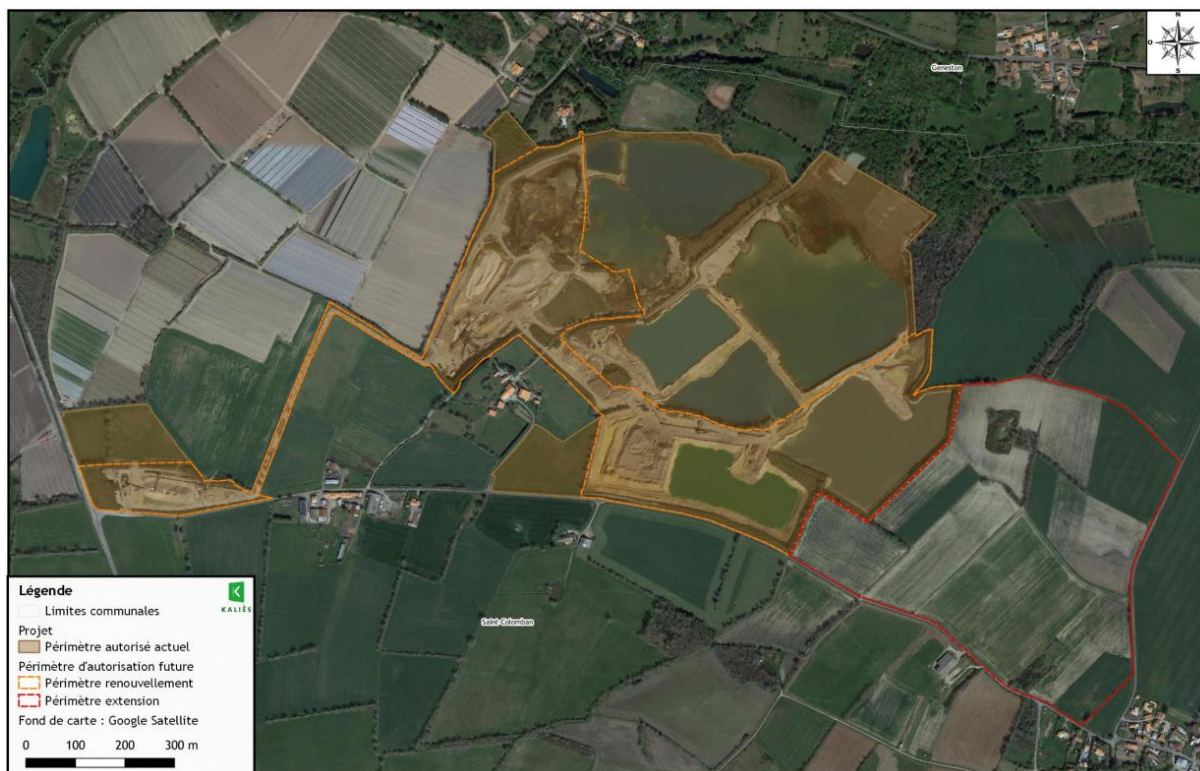 N
O
S
Geneston
Saint-Colomban
Légende
KALIÈS
Limites communales
Projet
Périmètre autorisé actuel
Périmètre d'autorisation future
Périmètre renouvellement
Périmètre extension
Fond de carte : Google Satellite
0 100 200 300 m